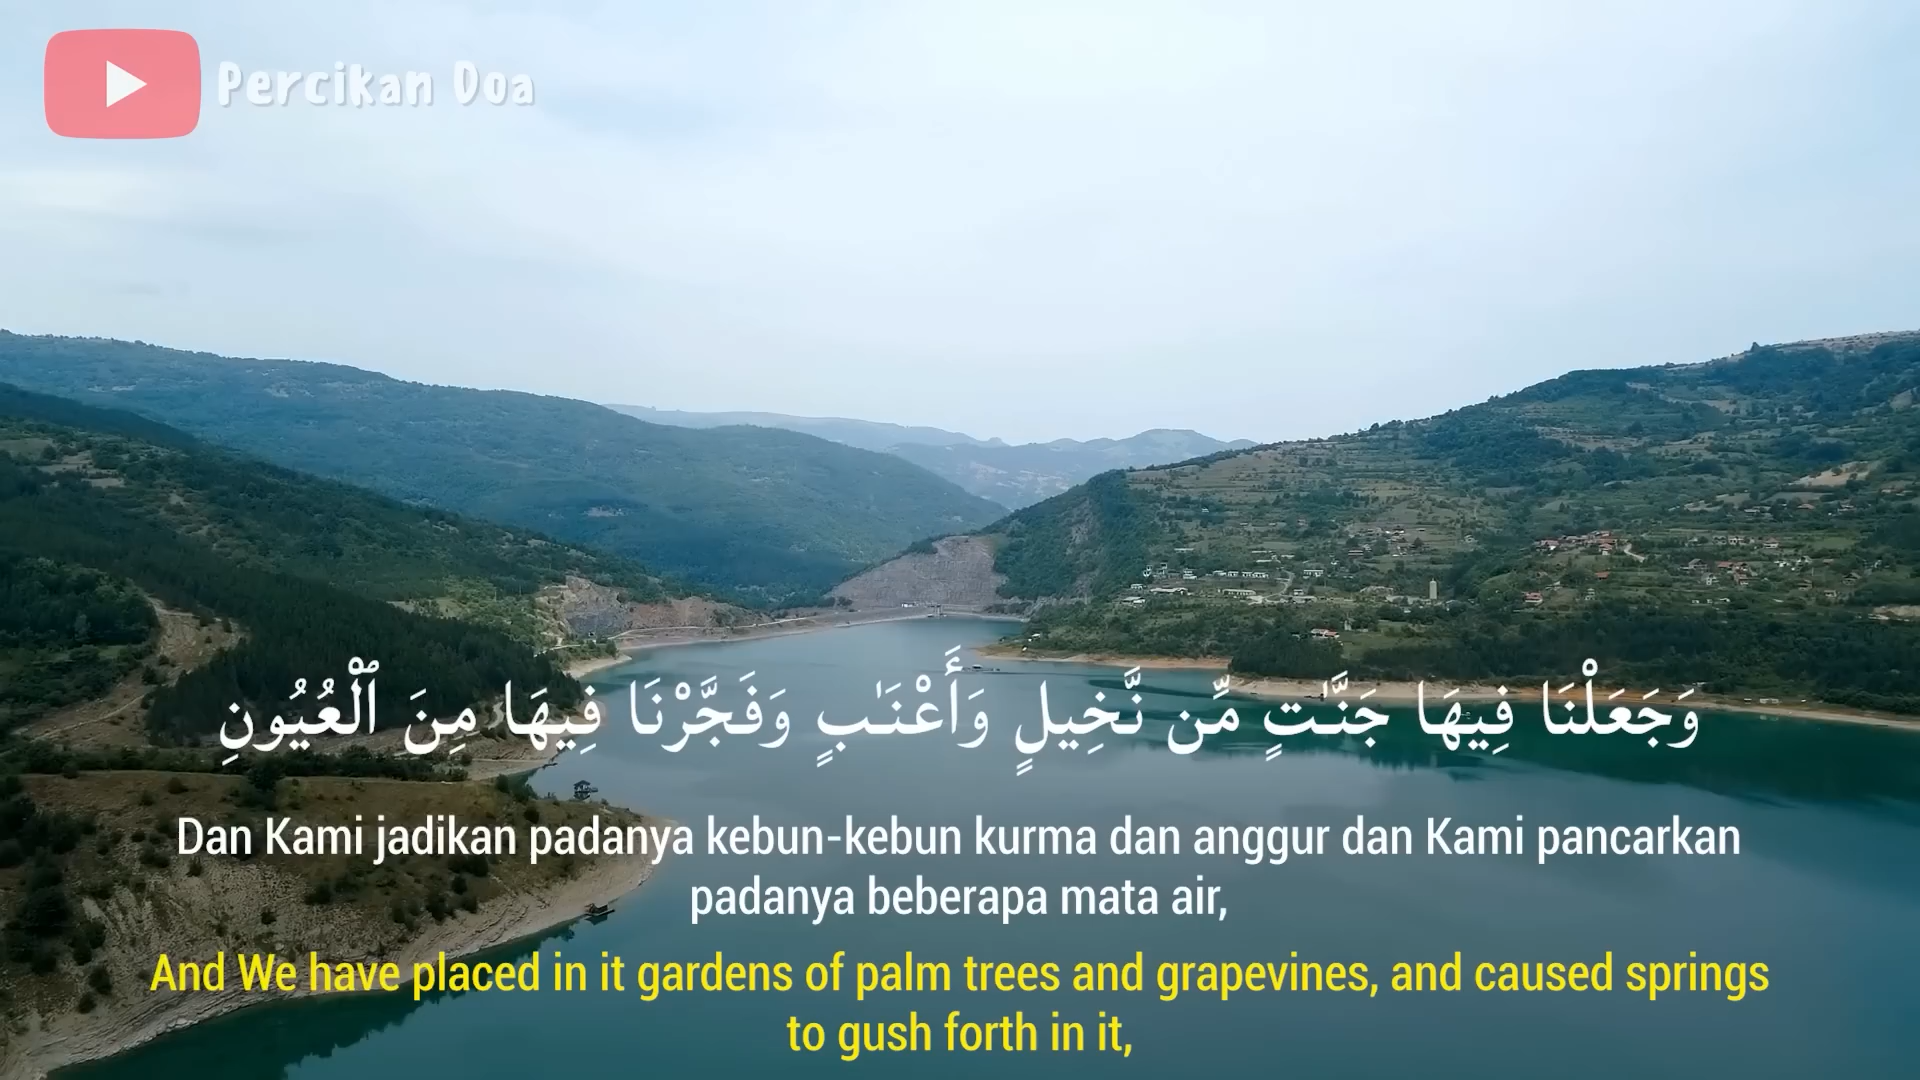 Percikan Doa
وَجَعَلْنَا فِيهَا جَنَّـٰتٍ مِّن نَّخِيلٍ وَأَعْنَـٰبٍ وَفَجَّرْنَا فِيهَا مِنَ ٱلْعُيُونِ
Dan Kami jadikan padanya kebun-kebun kurma dan anggur dan Kami pancarkan
padanya beberapa mata air,
And We have placed in it gardens of palm trees and grapevines, and caused springs
to gush forth in it,